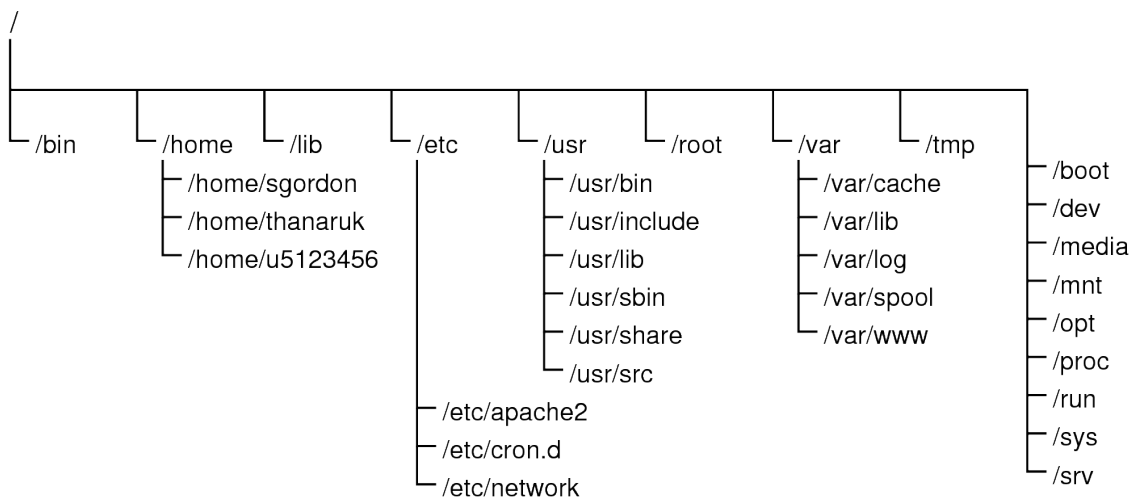 /
/bin
/home
/home/sgordon
/home/thanaruk
/home/u5123456
/lib
/etc
/etc/apache2
/etc/cron.d
/etc/network
/usr
/usr/bin
/usr/include
/usr/lib
/usr/sbin
/usr/share
/usr/src
/root
/var
/var/cache
/var/lib
/var/log
/var/spool
/var/www
/tmp
/boot
/dev
/media
/mnt
/opt
/proc
/run
/sys
/srv